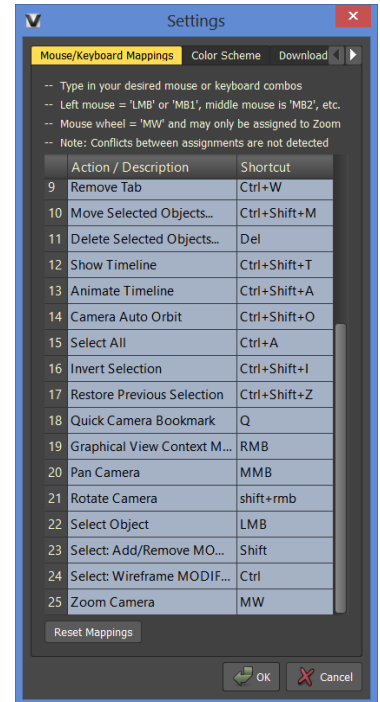 Settings
Mouse/Keyboard Mappings Color Scheme Download
-- Type in your desired mouse or keyboard combos
-- Left mouse = 'LMB' or 'MB1', middle mouse is 'MB2', etc.
-- Mouse wheel = 'MW' and may only be assigned to Zoom
-- Note: Conflicts between assignments are not detected
Action / Description Shortcut
9 Remove Tab Ctrl+W
10 Move Selected Objects... Ctrl+Shift+M
11 Delete Selected Objects... Del
12 Show Timeline Ctrl+Shift+T
13 Animate Timeline Ctrl+Shift+A
14 Camera Auto Orbit Ctrl+Shift+O
15 Select All Ctrl+A
16 Invert Selection Ctrl+Shift+I
17 Restore Previous Selection Ctrl+Shift+Z
18 Quick Camera Bookmark Q
19 Graphical View Context M... RMB
20 Pan Camera MMB
21 Rotate Camera shift+rmb
22 Select Object LMB
23 Select: Add/Remove MO... Shift
24 Select: Wireframe MODIF... Ctrl
25 Zoom Camera MW
Reset Mappings
OK Cancel